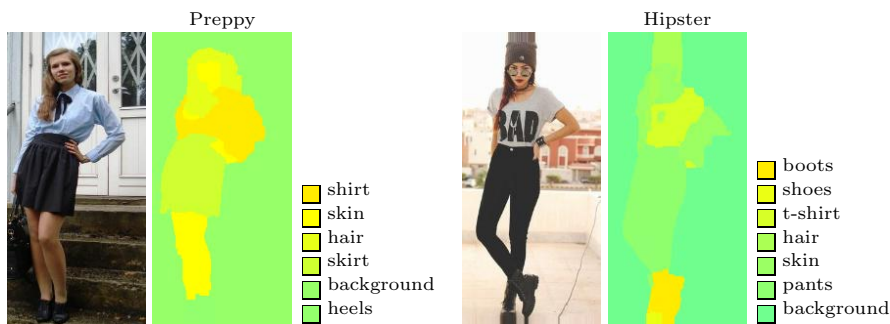 Preppy
shirt
skin
hair
skirt
background
heels
Hipster
BAD
boots
shoes
t-shirt
hair
skin
pants
background